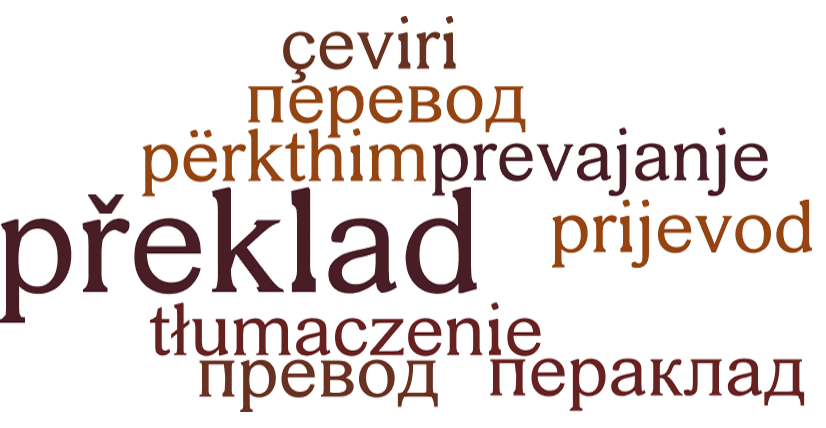 çeviri
перевод
përkthim prevajanje
překlad
prijevod
tłumaczenie
превод пераклад